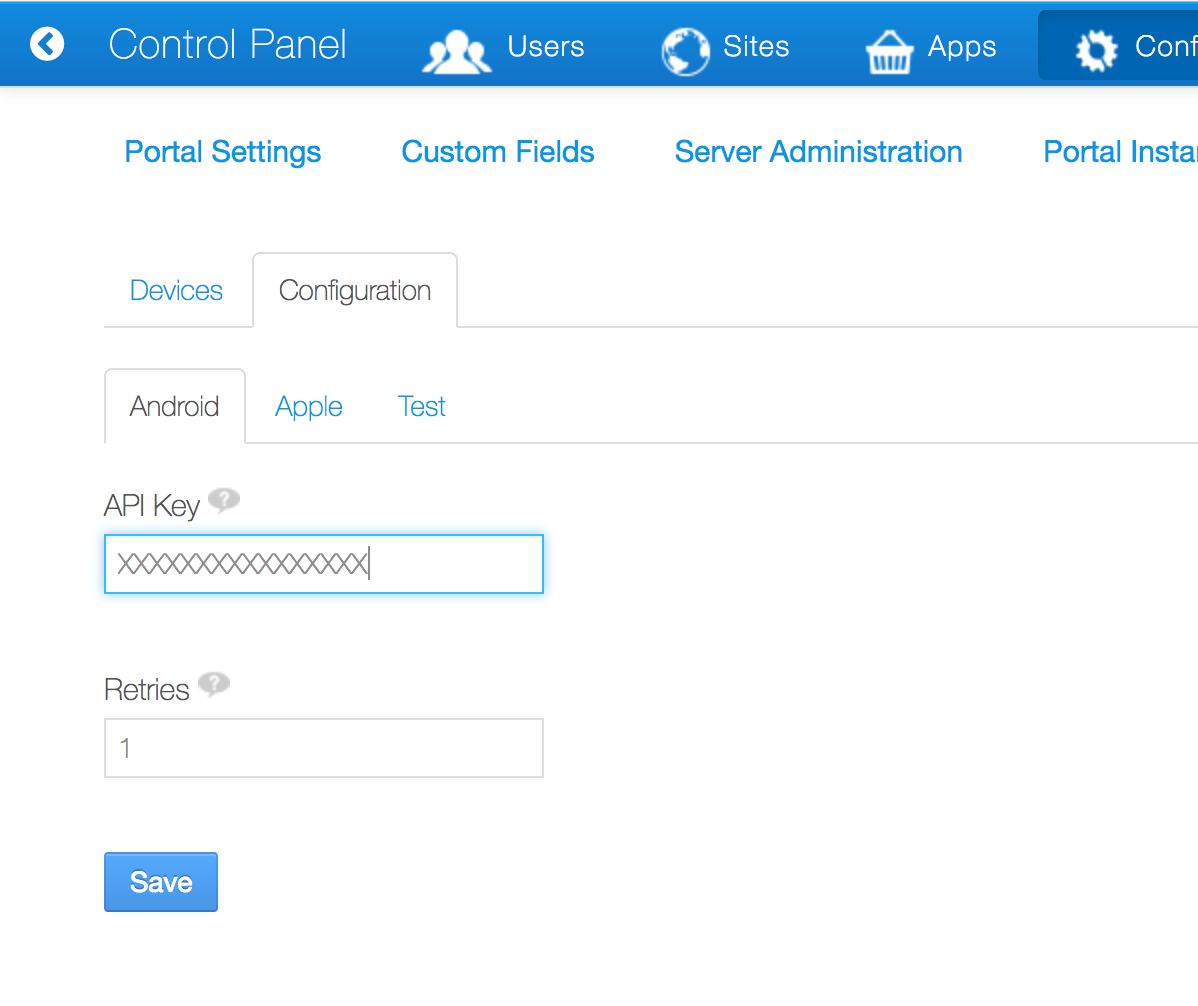 Control Panel Users Sites Apps Conf
Portal Settings Custom Fields Server Administration Portal Insta
Devices Configuration
Android Apple Test
API Key ?
XXXXXXXXXXXXXXXX
Retries ?
1
Save